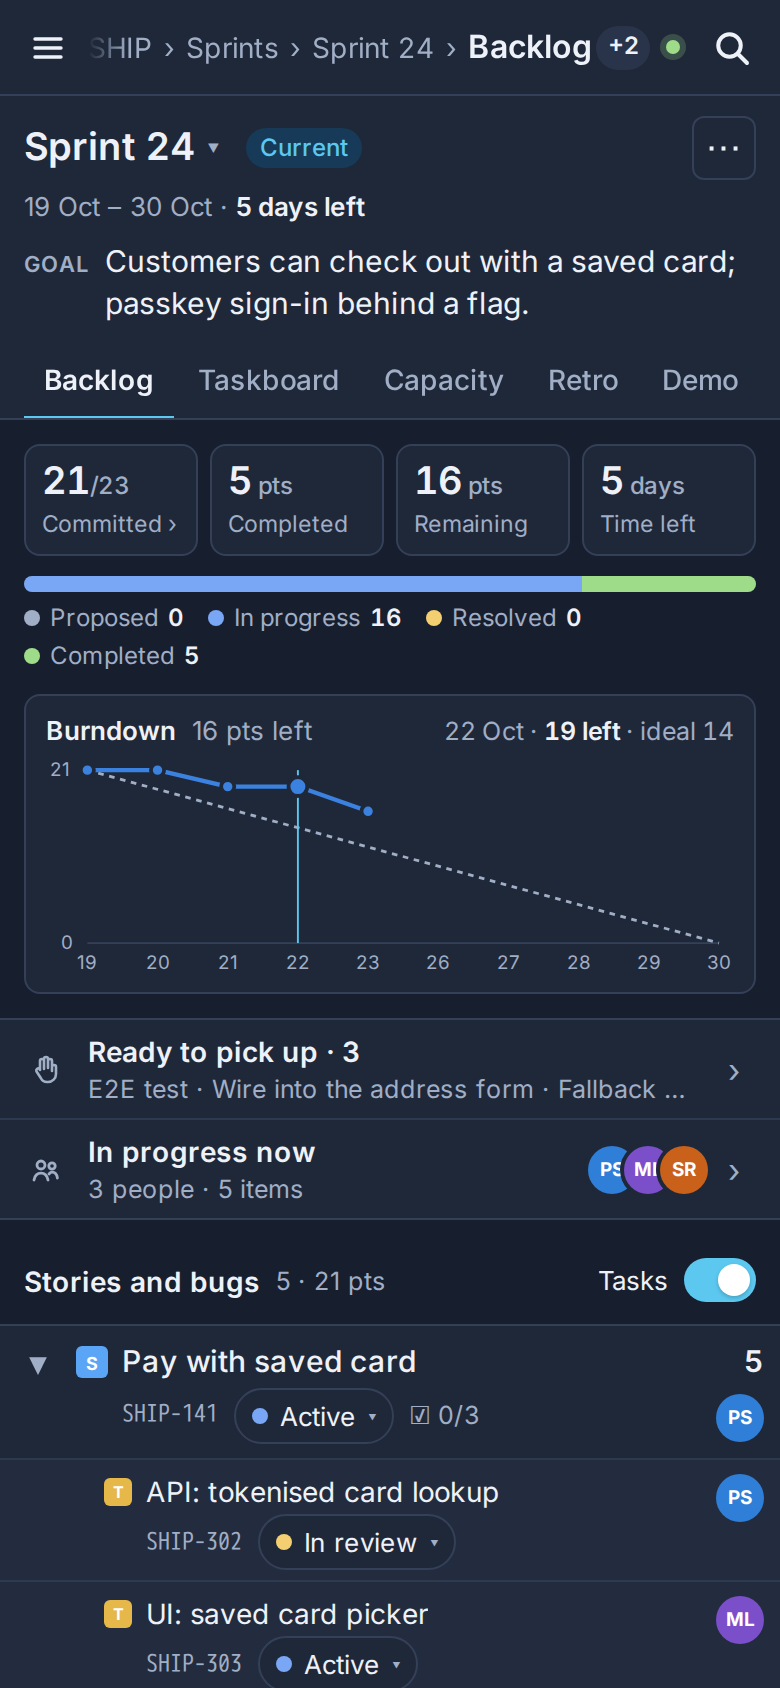 SHIP › Sprints › Sprint 24 › Backlog +2
Sprint 24 ▾ Current ...
19 Oct – 30 Oct · 5 days left
GOAL Customers can check out with a saved card;
passkey sign-in behind a flag.
Backlog Taskboard Capacity Retro Demo
21/23 5 pts 16 pts 5 days
Committed › Completed Remaining Time left
Proposed 0 In progress 16 Resolved 0
Completed 5
Burndown 16 pts left 22 Oct · 19 left · ideal 14
21
0
19 20 21 22 23 26 27 28 29 30
Ready to pick up · 3
E2E test · Wire into the address form · Fallback ...
In progress now
3 people · 5 items PS ML SR
Stories and bugs 5 · 21 pts Tasks
S Pay with saved card 5
SHIP-141 Active ▾ ☑ 0/3 PS
T API: tokenised card lookup PS
SHIP-302 In review ▾
T UI: saved card picker ML
SHIP-303 Active ▾